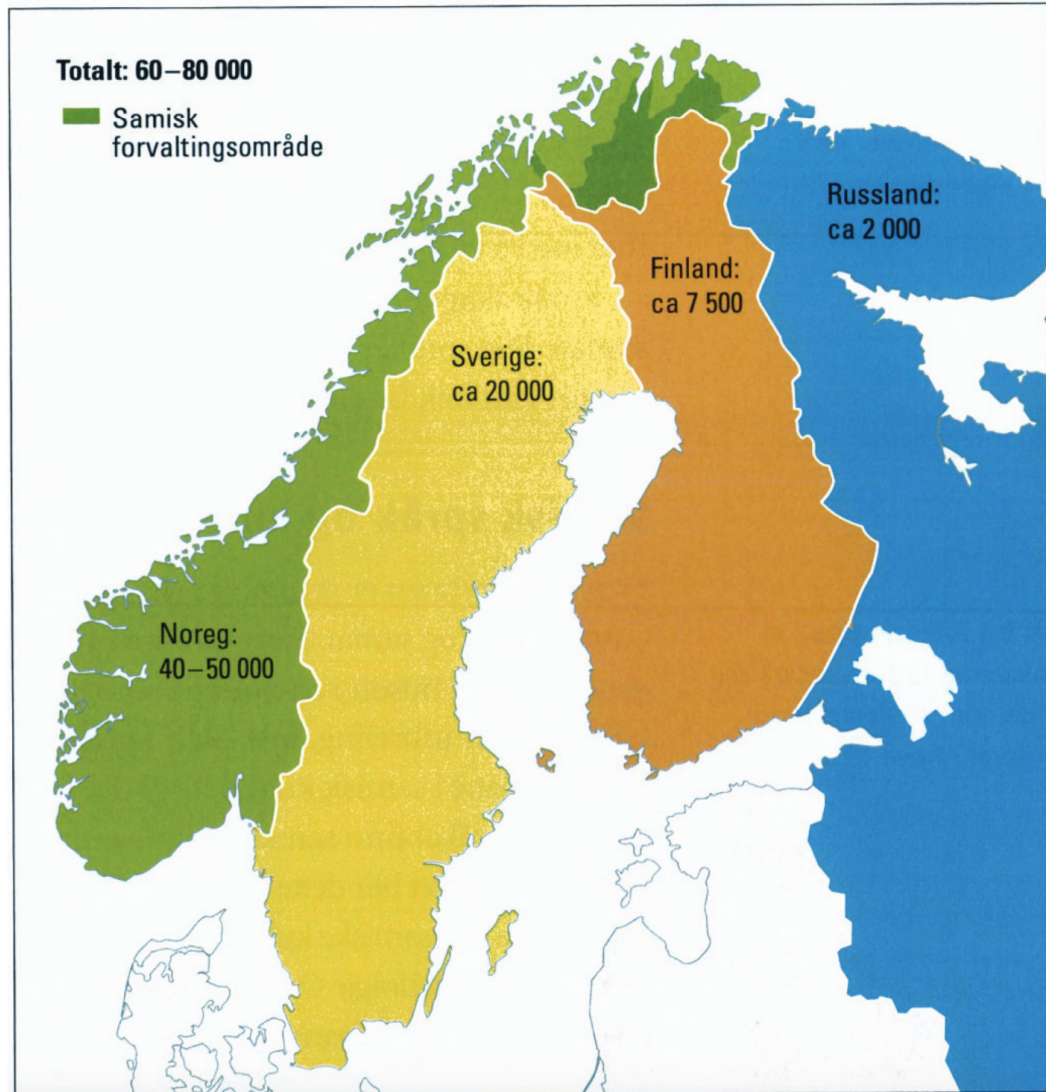 Totalt: 60–80 000
Samisk
forvaltingsområde
Russland:
ca 2 000
Finland:
ca 7 500
Sverige:
ca 20 000
Noreg:
40–50 000